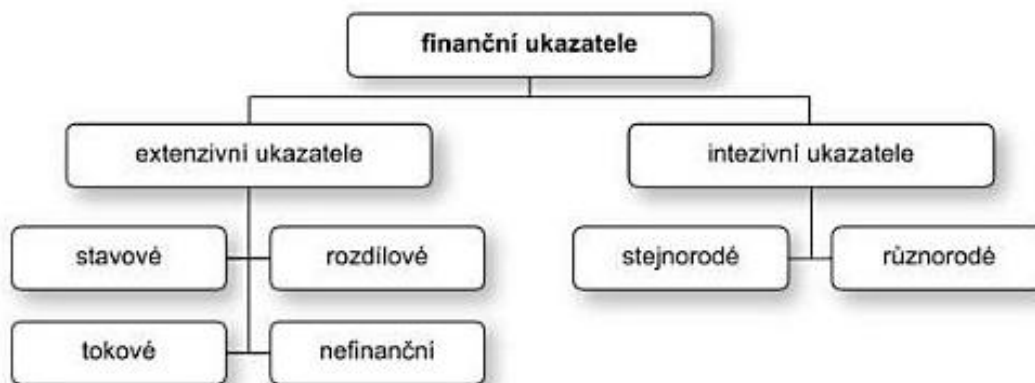 finanční ukazatele
extenzivní ukazatele
intezivní ukazatele
stavové
rozdílové
stejnorodé
různorodé
tokové
nefinanční